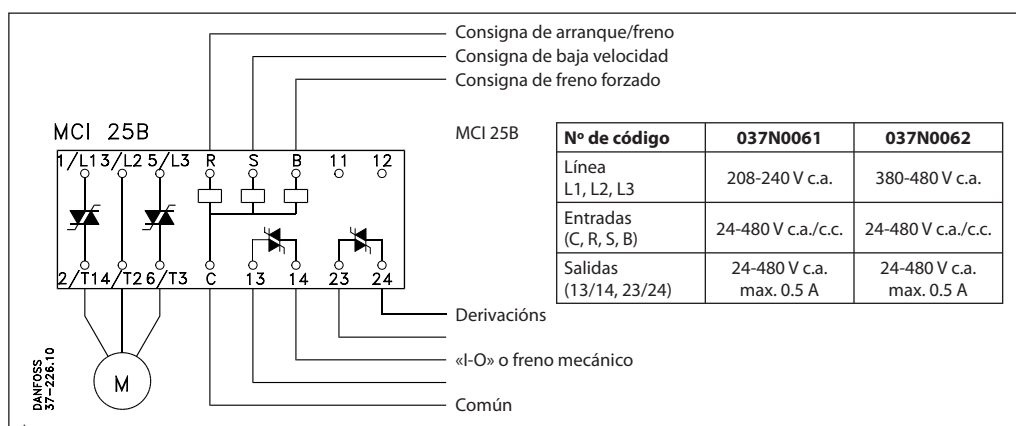 Consigna de arranque/freno
Consigna de baja velocidad
Consigna de freno forzado
MCI 25B
1/L1 3/L2 5/L3 R S B 11 12
2/T1 4/T2 6/T3 C 13 14 23 24
M
DANFOSS
37-226.10
Derivacións
«I-O» o freno mecánico
Común
MCI 25B
Nº de código 037N0061 037N0062
Línea
L1, L2, L3 208-240 V c.a. 380-480 V c.a.
Entradas
(C, R, S, B) 24-480 V c.a./c.c. 24-480 V c.a./c.c.
Salidas
(13/14, 23/24) 24-480 V c.a.
max. 0.5 A 24-480 V c.a.
max. 0.5 A